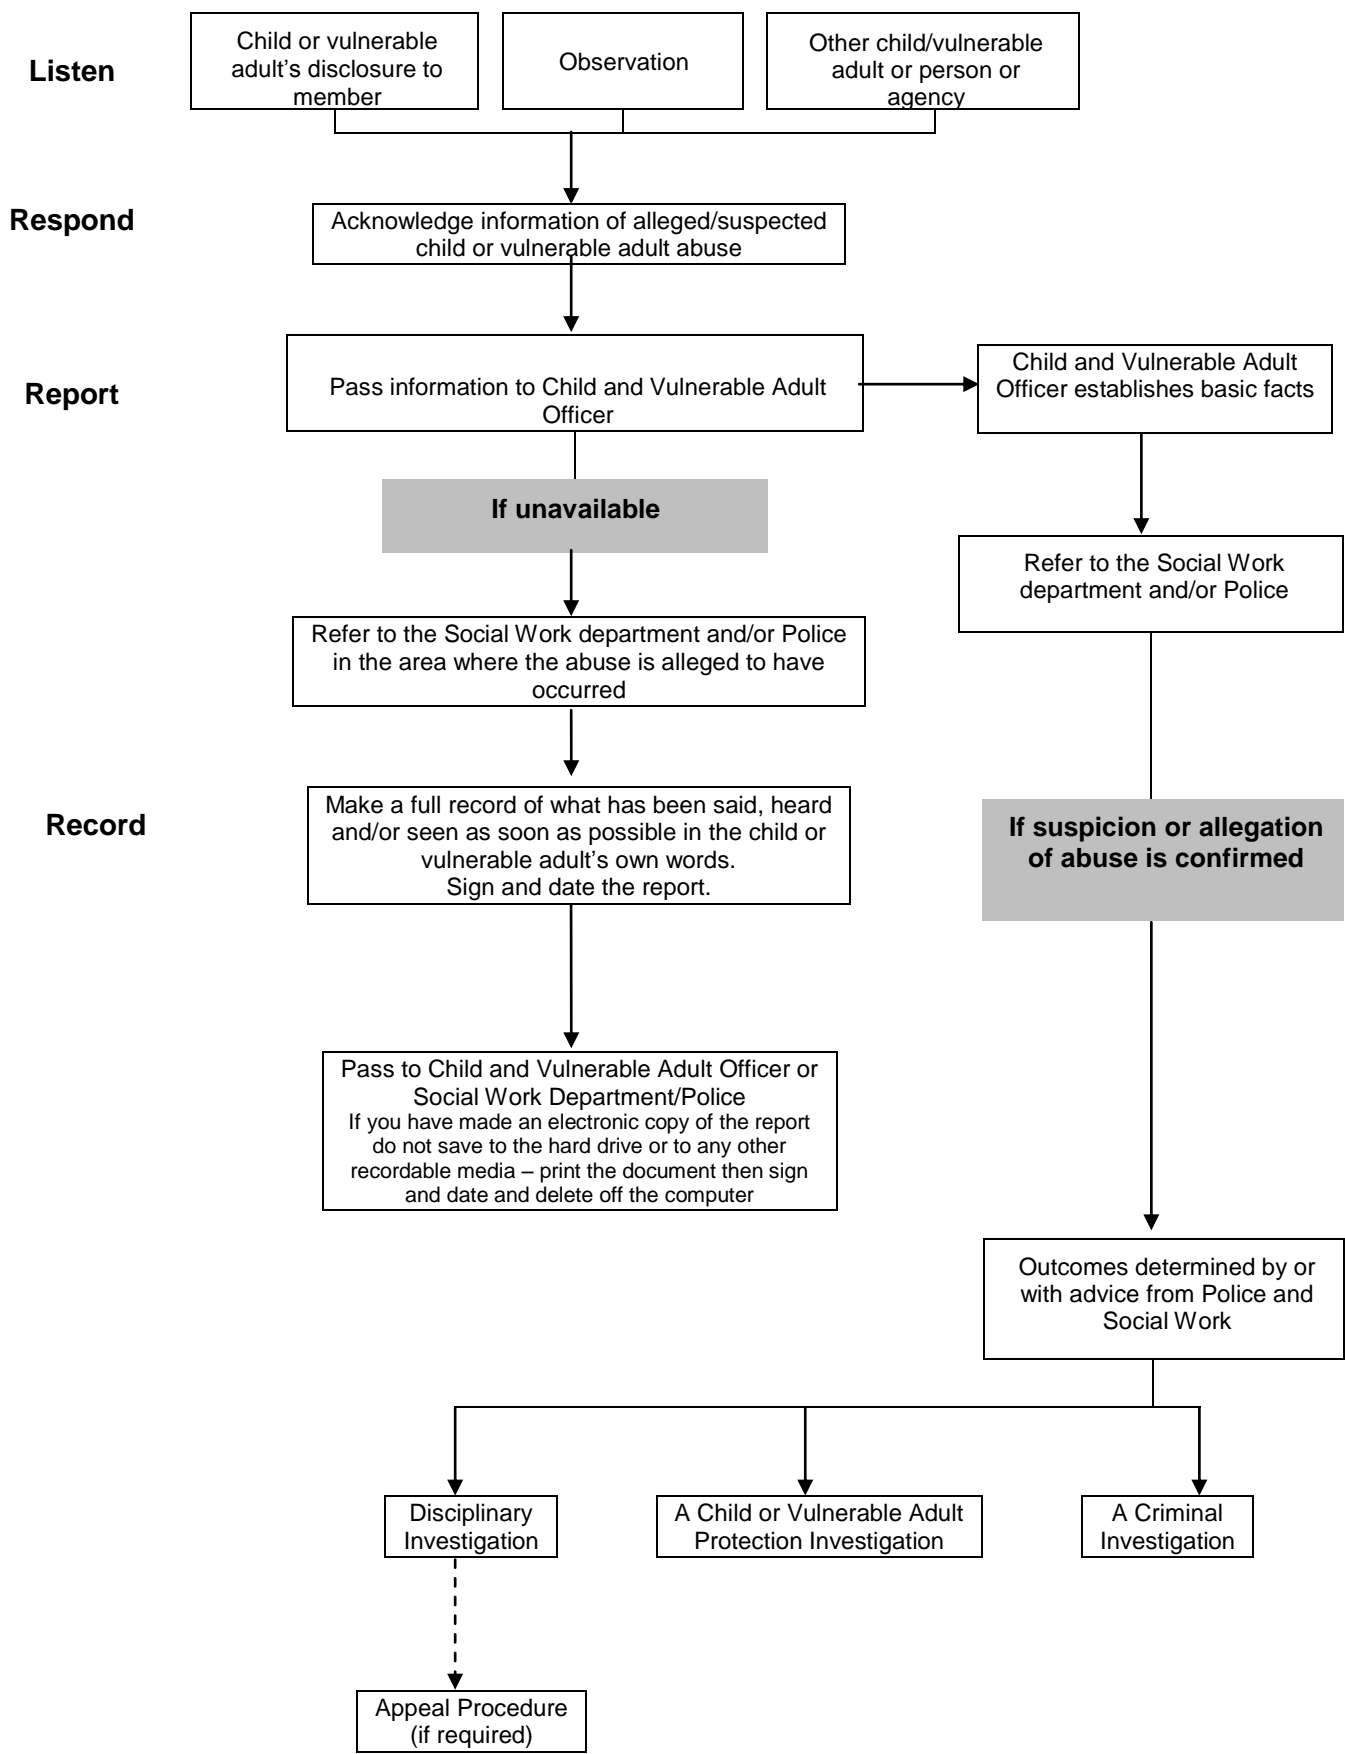 Listen
Child or vulnerable
adult's disclosure to
member
Observation
Other child/vulnerable
adult or person or
agency
Respond
Acknowledge information of alleged/suspected
child or vulnerable adult abuse
Report
Pass information to Child and Vulnerable Adult
Officer
Child and Vulnerable Adult
Officer establishes basic facts
If unavailable
Refer to the Social Work
department and/or Police
Refer to the Social Work department and/or Police
in the area where the abuse is alleged to have
occurred
Record
Make a full record of what has been said, heard
and/or seen as soon as possible in the child or
vulnerable adult's own words.
Sign and date the report.
If suspicion or allegation
of abuse is confirmed
Pass to Child and Vulnerable Adult Officer or
Social Work Department/Police
If you have made an electronic copy of the report
do not save to the hard drive or to any other
recordable media – print the document then sign
and date and delete off the computer
Outcomes determined by or
with advice from Police and
Social Work
Disciplinary
Investigation
A Child or Vulnerable Adult
Protection Investigation
A Criminal
Investigation
Appeal Procedure
(if required)